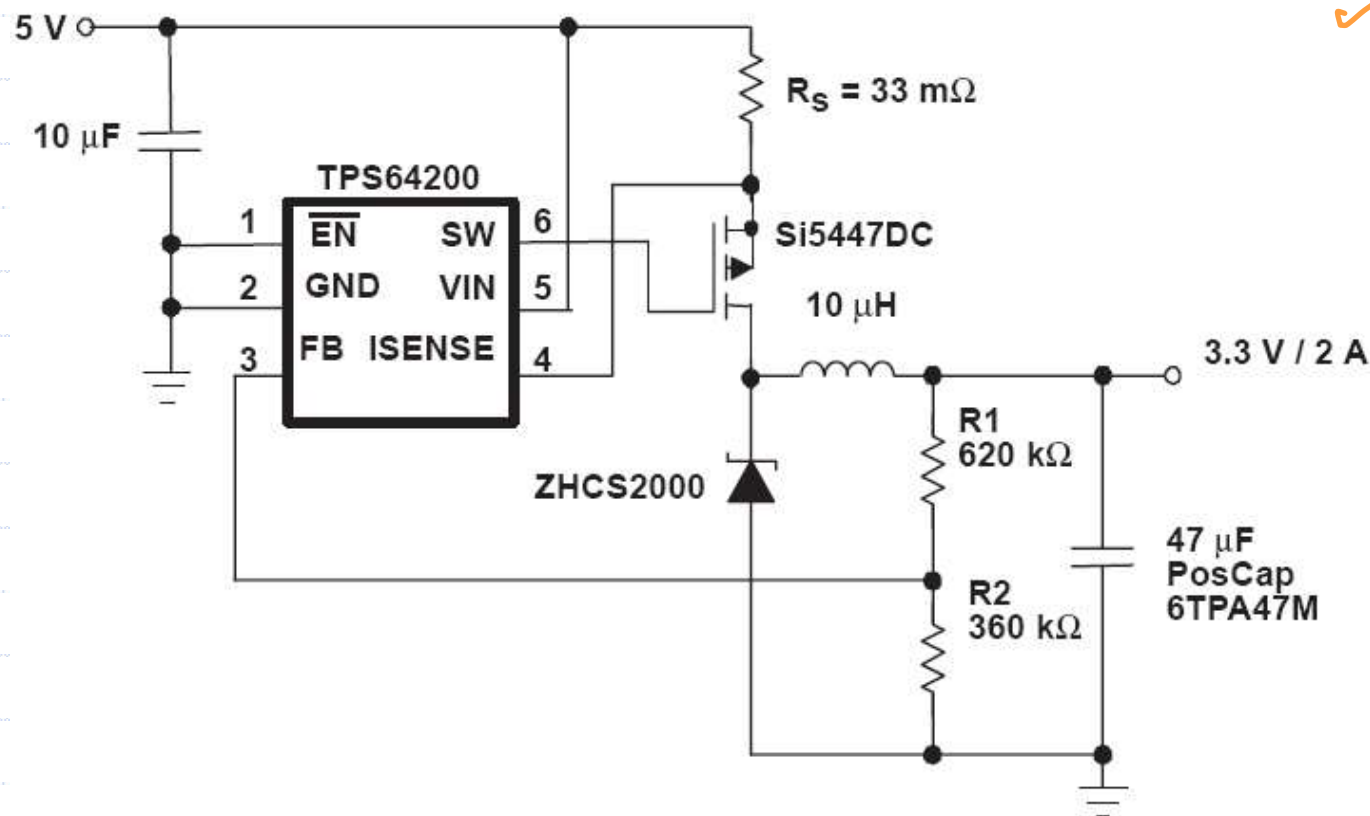 5 V
R_S = 33 mΩ
10 μF
TPS64200
1
EN
SW
6
Si5447DC
2
GND
VIN
5
10 μH
3
FB
ISENSE
4
3.3 V / 2 A
R1
620 kΩ
ZHCS2000
47 μF
PosCap
6TPA47M
R2
360 kΩ